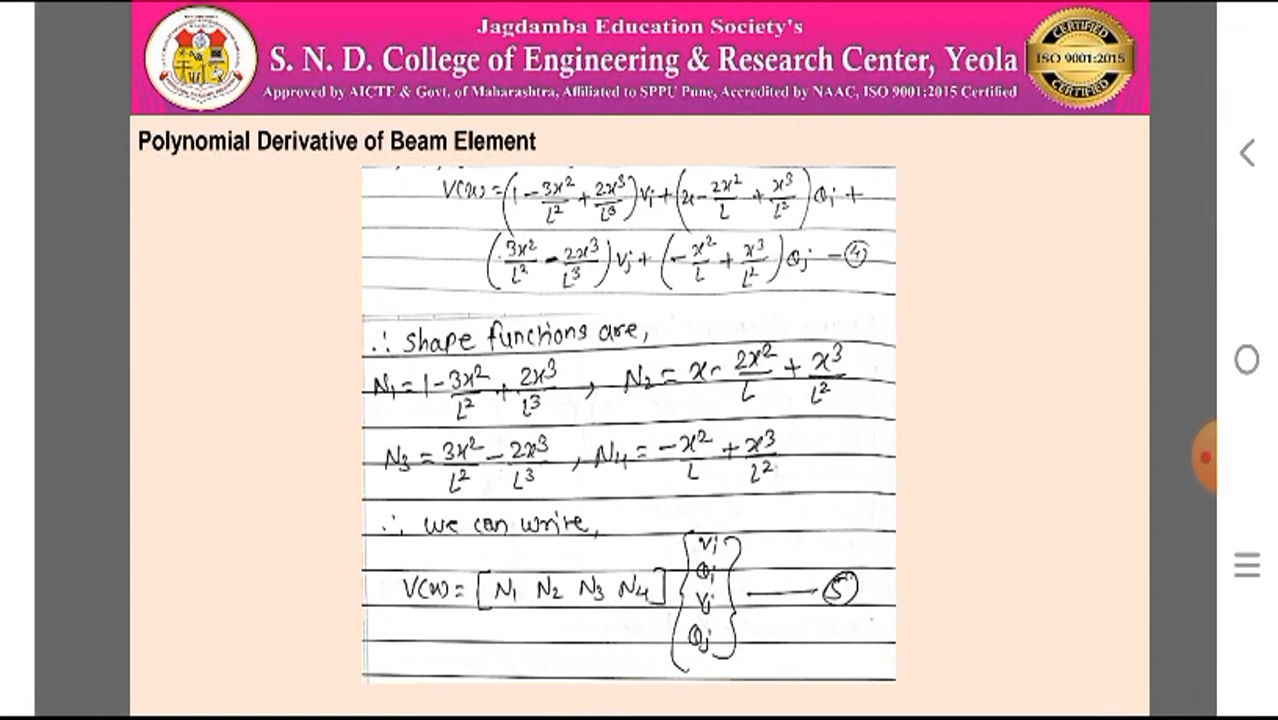 Jagdamba Education Society's
S. N. D. College of Engineering & Research Center, Yeola
Approved by AICTE & Govt. of Maharashtra, Affiliated to SPPU Pune, Accredited by NAAC, ISO 9001:2015 Certified
CERTIFIED
ISO 9001:2015
CERTIFIED
Polynomial Derivative of Beam Element
V(x) = (1 - 3x²/L² + 2x³/L³) vi + (x - 2x²/L + x³/L²) θi +
(3x²/L² - 2x³/L³) vj + (-x²/L + x³/L²) θj — ④
∴ shape functions are,
N₁ = 1 - 3x²/L² + 2x³/L³ , N₂ = x - 2x²/L + x³/L²
N₃ = 3x²/L² - 2x³/L³ , N₄ = -x²/L + x³/L²
∴ we can write,
V(x) = [N₁ N₂ N₃ N₄] {vi θi vj θj} — ⑤